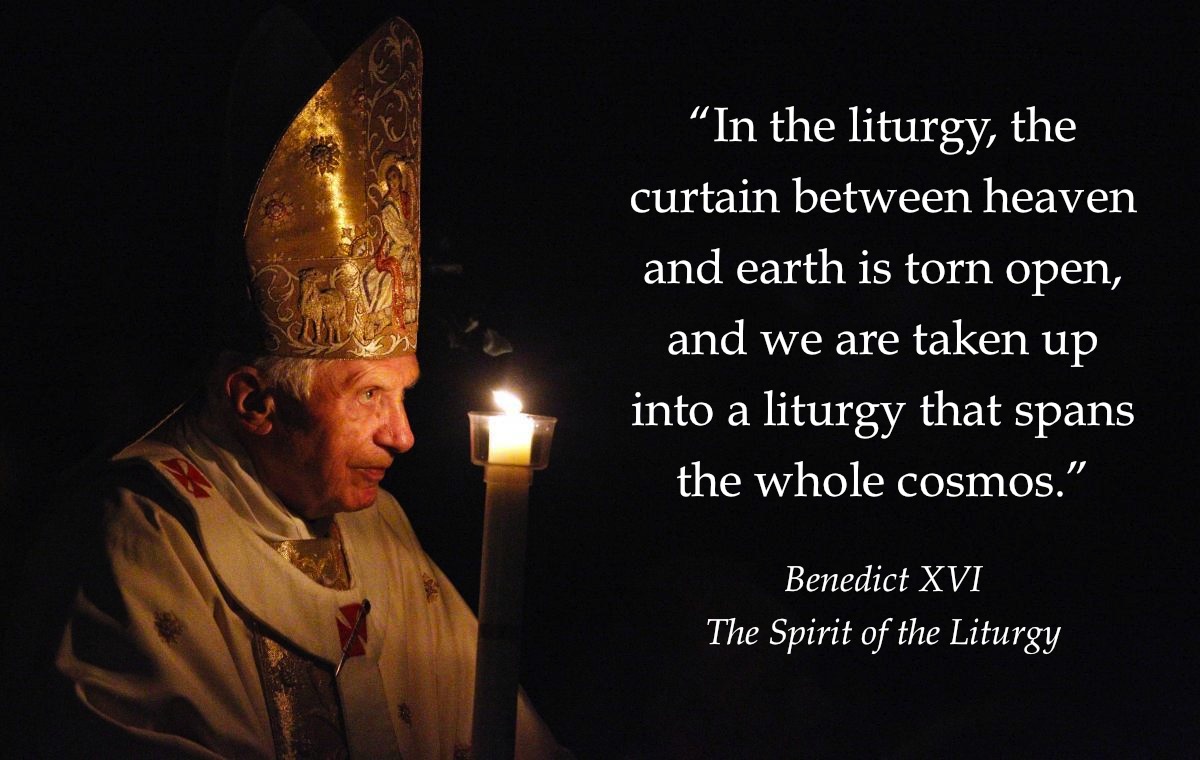 “In the liturgy, the
curtain between heaven
and earth is torn open,
and we are taken up
into a liturgy that spans
the whole cosmos.”
Benedict XVI
The Spirit of the Liturgy